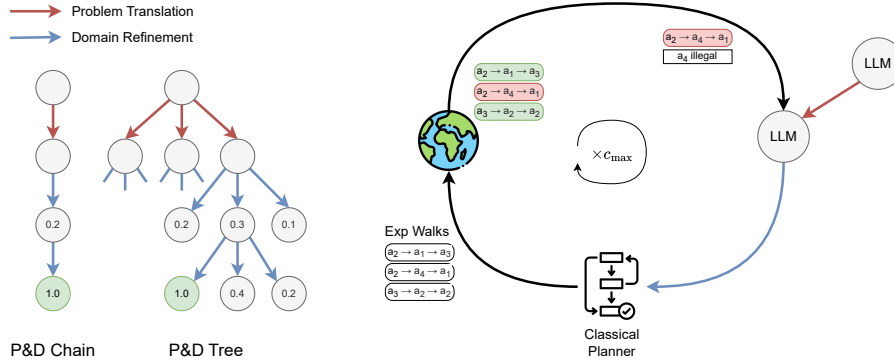 Problem Translation
Domain Refinement
0.2
1.0
P&D Chain
0.2
0.3
0.1
1.0
0.4
0.2
P&D Tree
a₂ → a₁ → a₃
a₂ → a₄ → a₁
a₃ → a₂ → a₂
a₂ → a₄ → a₁
a₄ illegal
LLM
LLM
× c_max
Exp Walks
a₂ → a₁ → a₃
a₂ → a₄ → a₁
a₃ → a₂ → a₂
Classical
Planner